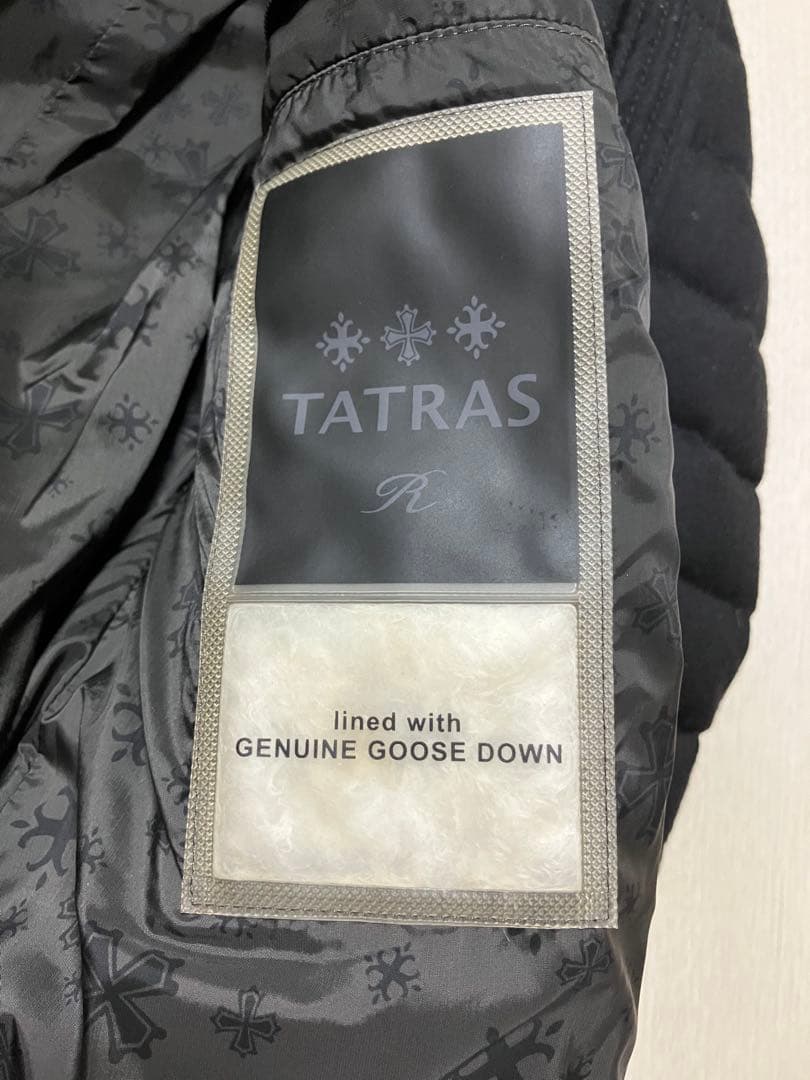 TATRAS
R
lined with
GENUINE GOOSE DOWN